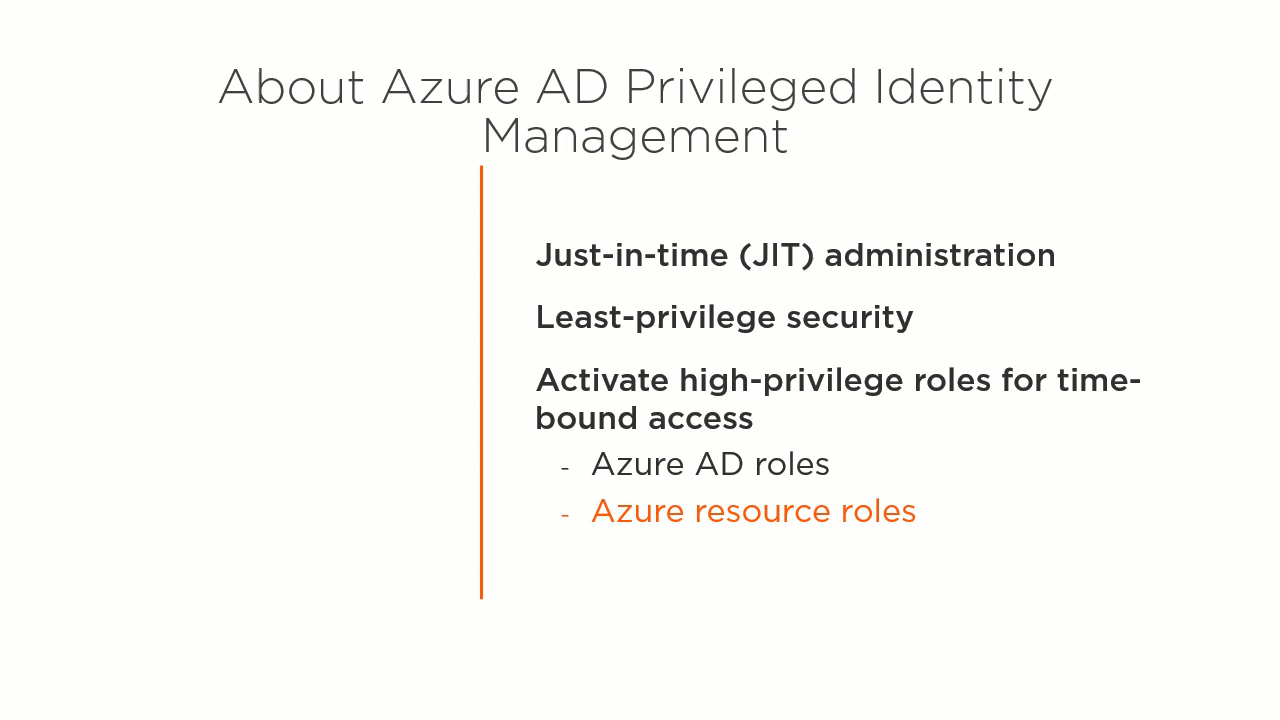 About Azure AD Privileged Identity
Management
Just-in-time (JIT) administration
Least-privilege security
Activate high-privilege roles for time-
bound access
- Azure AD roles
- Azure resource roles